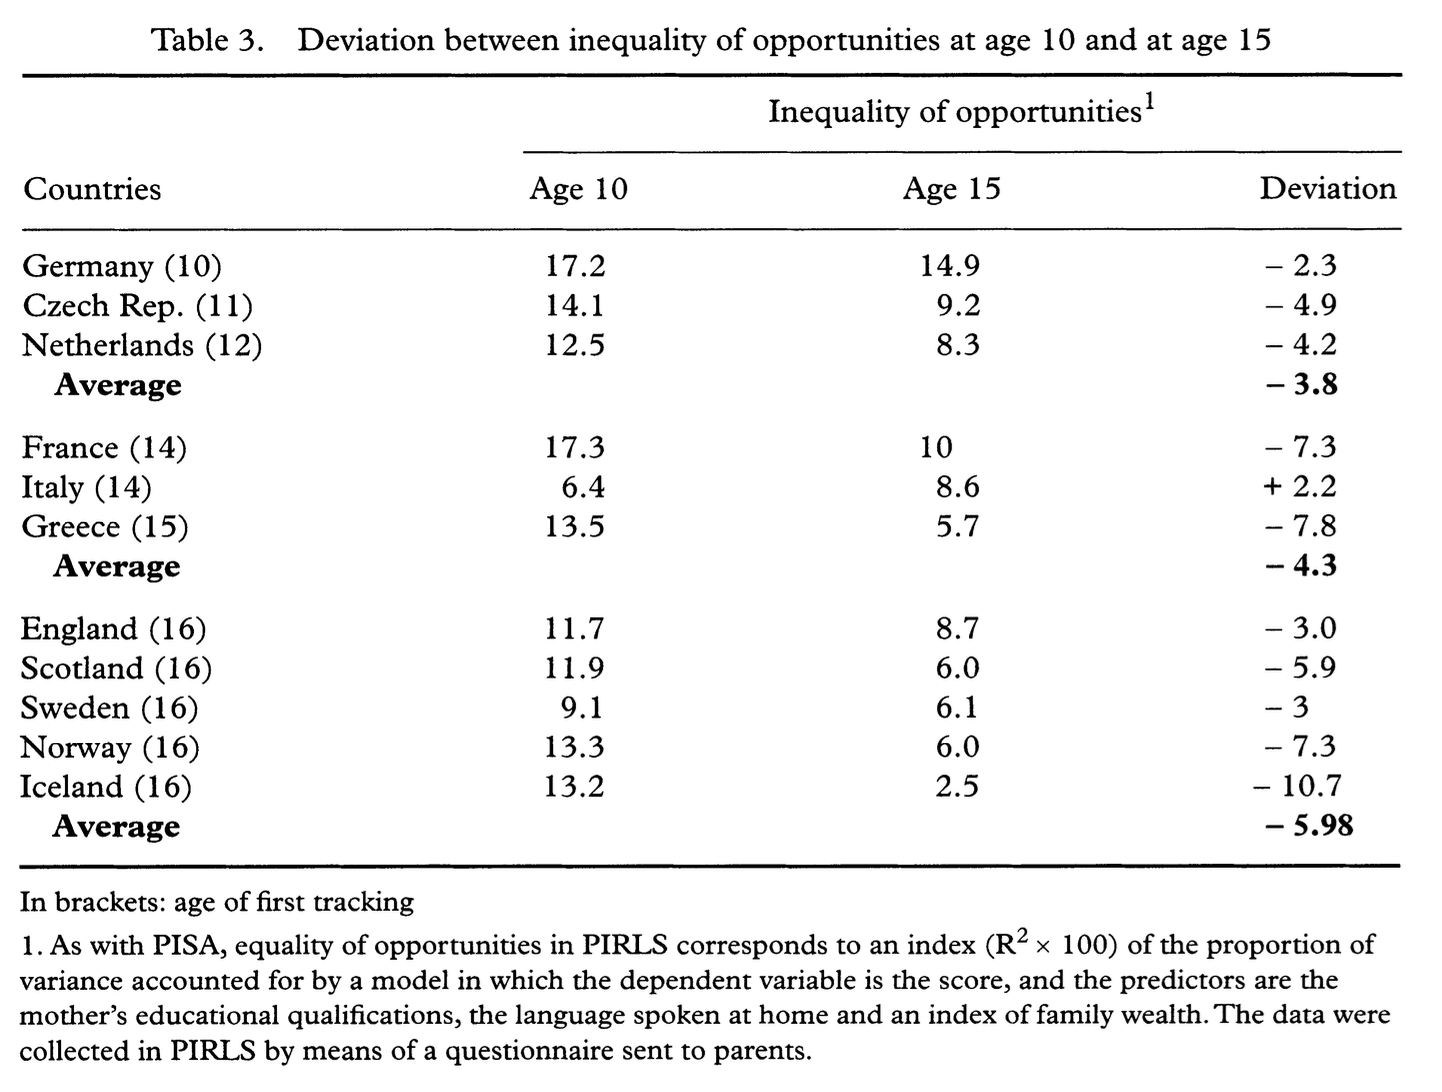 Table 3. Deviation between inequality of opportunities at age 10 and at age 15
Inequality of opportunities¹
Countries Age 10 Age 15 Deviation
Germany (10) 17.2 14.9 – 2.3
Czech Rep. (11) 14.1 9.2 – 4.9
Netherlands (12) 12.5 8.3 – 4.2
Average – 3.8
France (14) 17.3 10 – 7.3
Italy (14) 6.4 8.6 + 2.2
Greece (15) 13.5 5.7 – 7.8
Average – 4.3
England (16) 11.7 8.7 – 3.0
Scotland (16) 11.9 6.0 – 5.9
Sweden (16) 9.1 6.1 – 3
Norway (16) 13.3 6.0 – 7.3
Iceland (16) 13.2 2.5 – 10.7
Average – 5.98
In brackets: age of first tracking
1. As with PISA, equality of opportunities in PIRLS corresponds to an index (R² × 100) of the proportion of
variance accounted for by a model in which the dependent variable is the score, and the predictors are the
mother's educational qualifications, the language spoken at home and an index of family wealth. The data were
collected in PIRLS by means of a questionnaire sent to parents.